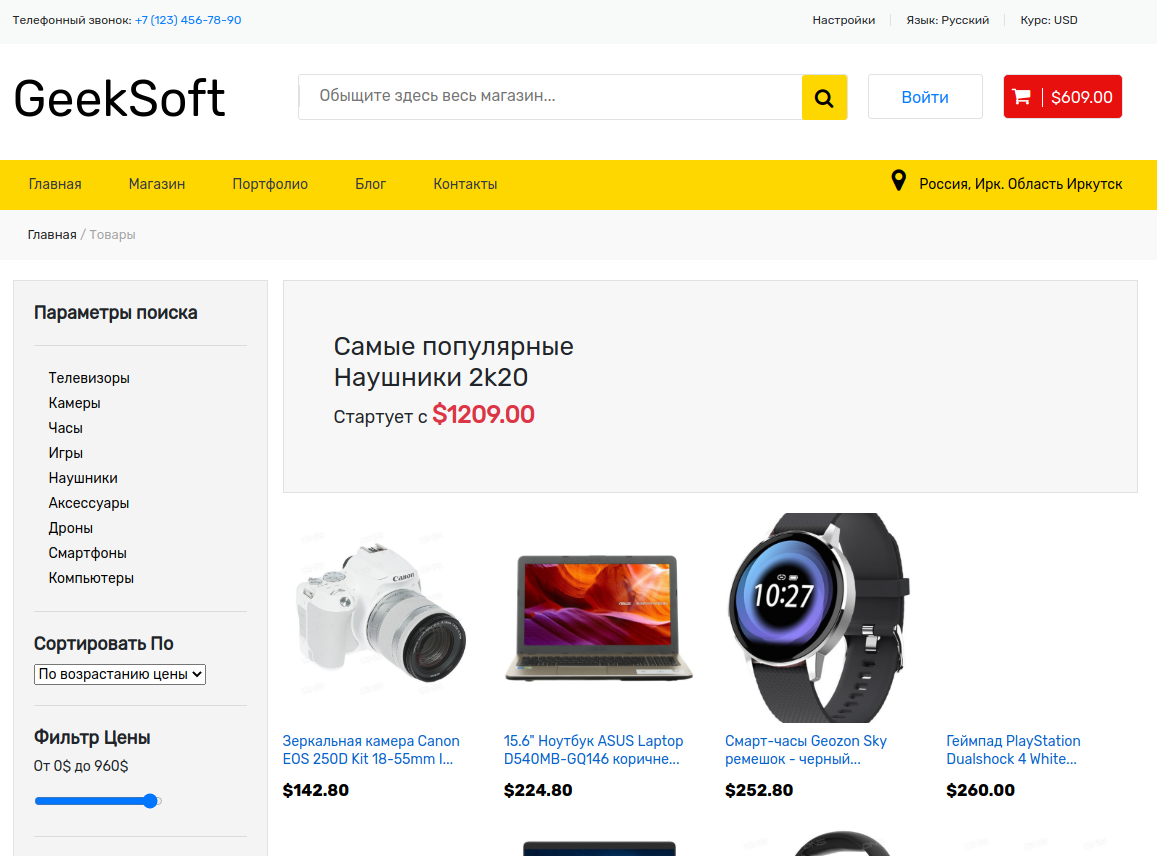 Телефонный звонок: +7 (123) 456-78-90
Настройки
Язык: Русский
Курс: USD
GeekSoft
Обыщите здесь весь магазин...
Войти
$609.00
Главная
Магазин
Портфолио
Блог
Контакты
Россия, Ирк. Область Иркутск
Главная / Товары
Параметры поиска
Телевизоры
Камеры
Часы
Игры
Наушники
Аксессуары
Дроны
Смартфоны
Компьютеры
Сортировать По
По возрастанию цены
Фильтр Цены
От 0$ до 960$
Самые популярные
Наушники 2k20
Стартует с $1209.00
Canon
10:27
Зеркальная камера Canon
EOS 250D Kit 18-55mm I...
$142.80
15.6" Ноутбук ASUS Laptop
D540MB-GQ146 коричне...
$224.80
Смарт-часы Geozon Sky
ремешок - черный...
$252.80
Геймпад PlayStation
Dualshock 4 White...
$260.00